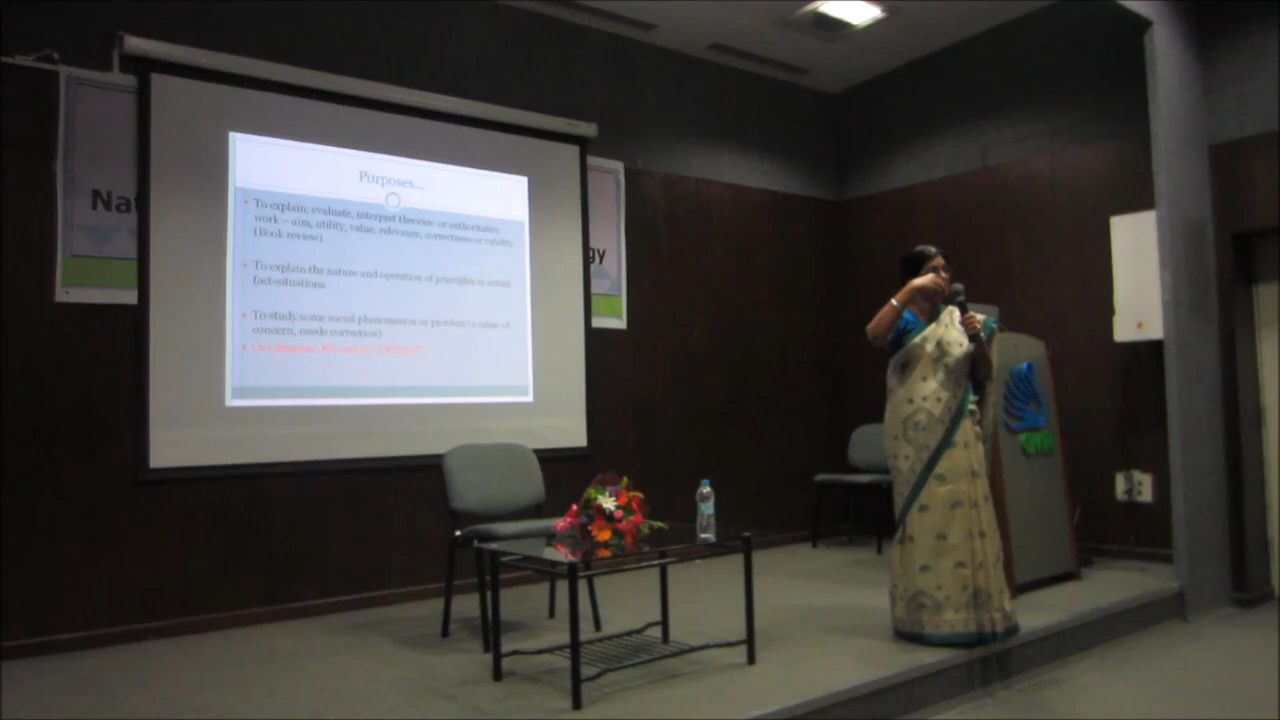 Nat
gy
Purposes...
To explain, evaluate, interpret theories or authoritative
work – aim, utility, value, relevance, correctness or validity
(Book review)
To explain the nature and operation of principles in actual
fact-situations
To study some social phenomenon or problem (a cause of
concern, needs correction)